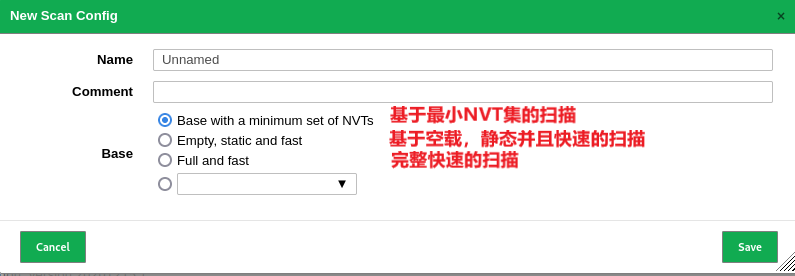 New Scan Config ×
Name Unnamed
Comment
Base with a minimum set of NVTs 基于最小NVT集的扫描
Empty, static and fast 基于空载，静态并且快速的扫描
Base
Full and fast 完整快速的扫描
▼
Cancel Save